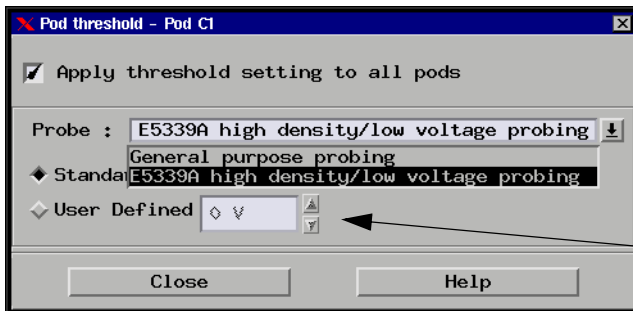 Pod threshold - Pod C1
Apply threshold setting to all pods
Probe : E5339A high density/low voltage probing
General purpose probing
E5339A high density/low voltage probing
User Defined 0 V
Close Help